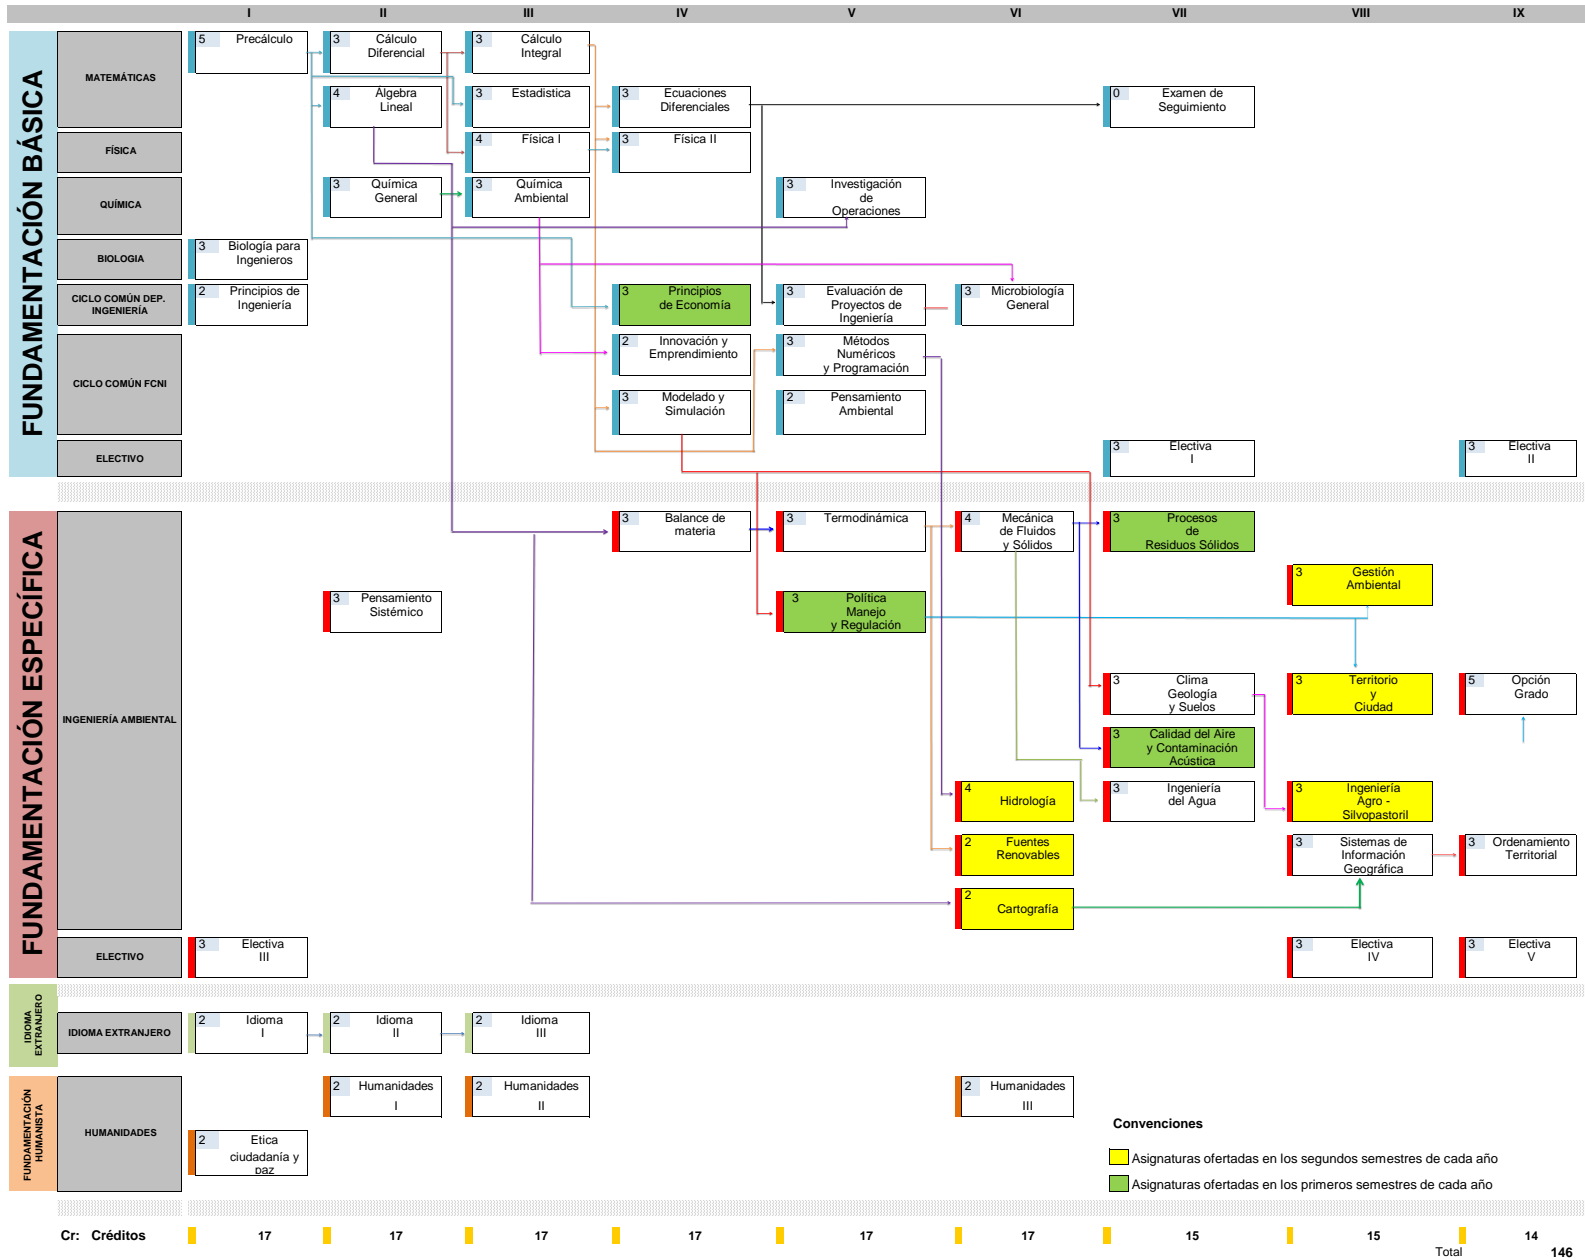 I II III IV V VI VII VIII IX
FUNDAMENTACIÓN BÁSICA
MATEMÁTICAS
5 Precálculo
3 Cálculo
Diferencial
3 Cálculo
Integral
4 Álgebra
Lineal
3 Estadistica
3 Ecuaciones
Diferenciales
0 Examen de
Seguimiento
FÍSICA
4 Física I
3 Física II
QUÍMICA
3 Química
General
3 Química
Ambiental
3 Investigación
de
Operaciones
BIOLOGIA
3 Biología para
Ingenieros
CICLO COMÚN DEP.
INGENIERÍA
2 Principios de
Ingeniería
3 Principios
de Economía
3 Evaluación de
Proyectos de
Ingeniería
3 Microbiología
General
CICLO COMÚN FCNI
2 Innovación y
Emprendimiento
3 Métodos
Numéricos
y Programación
3 Modelado y
Simulación
2 Pensamiento
Ambiental
ELECTIVO
3 Electiva
I
3 Electiva
II
FUNDAMENTACIÓN ESPECÍFICA
INGENIERÍA AMBIENTAL
3 Balance de
materia
3 Termodinámica
4 Mecánica
de Fluidos
y Sólidos
3 Procesos
de
Residuos Sólidos
3 Gestión
Ambiental
3 Pensamiento
Sistémico
3 Política
Manejo
y Regulación
3 Clima
Geología
y Suelos
3 Territorio
y
Ciudad
5 Opción
Grado
3 Calidad del Aire
y Contaminación
Acústica
4
Hidrología
3 Ingeniería
del Agua
3 Ingeniería
Agro -
Silvopastoril
2 Fuentes
Renovables
3 Sistemas de
Información
Geográfica
3 Ordenamiento
Territorial
2
Cartografía
ELECTIVO
3 Electiva
III
3 Electiva
IV
3 Electiva
V
IDIOMA
EXTRANJERO
IDIOMA EXTRANJERO
2 Idioma
I
2 Idioma
II
2 Idioma
III
FUNDAMENTACIÓN
HUMANISTA
HUMANIDADES
2 Humanidades
I
2 Humanidades
II
2 Humanidades
III
2 Etica
ciudadanía y
paz
Convenciones
Asignaturas ofertadas en los segundos semestres de cada año
Asignaturas ofertadas en los primeros semestres de cada año
Cr: Créditos 17 17 17 17 17 17 15 15 14
Total 146